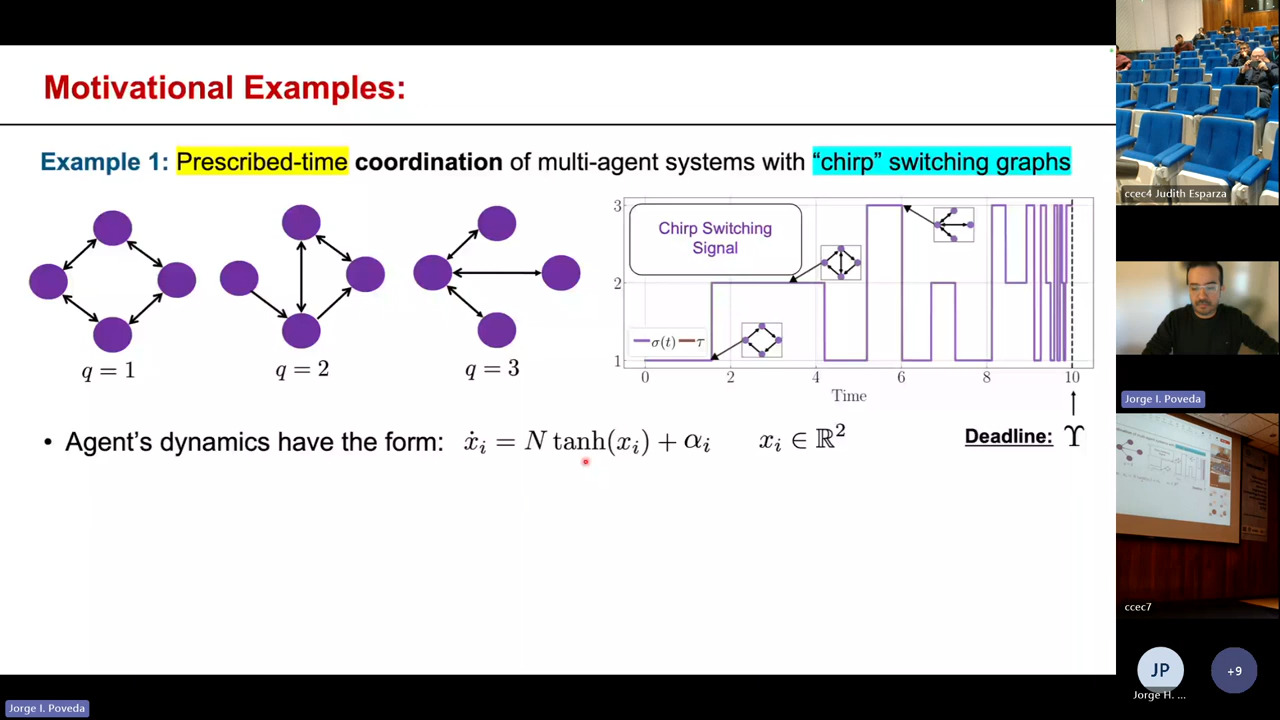 Motivational Examples:
Example 1: Prescribed-time coordination of multi-agent systems with “chirp” switching graphs
q = 1
q = 2
q = 3
3
2
1
Chirp Switching
Signal
σ(t) τ
0 2 4 6 8 10
Time
• Agent’s dynamics have the form: ẋᵢ = N tanh(xᵢ) + αᵢ xᵢ ∈ ℝ²
Deadline: ϒ
Jorge I. Poveda
ccec4 Judith Esparza
Jorge I. Poveda
ccec7
JP
Jorge H. ...
+9